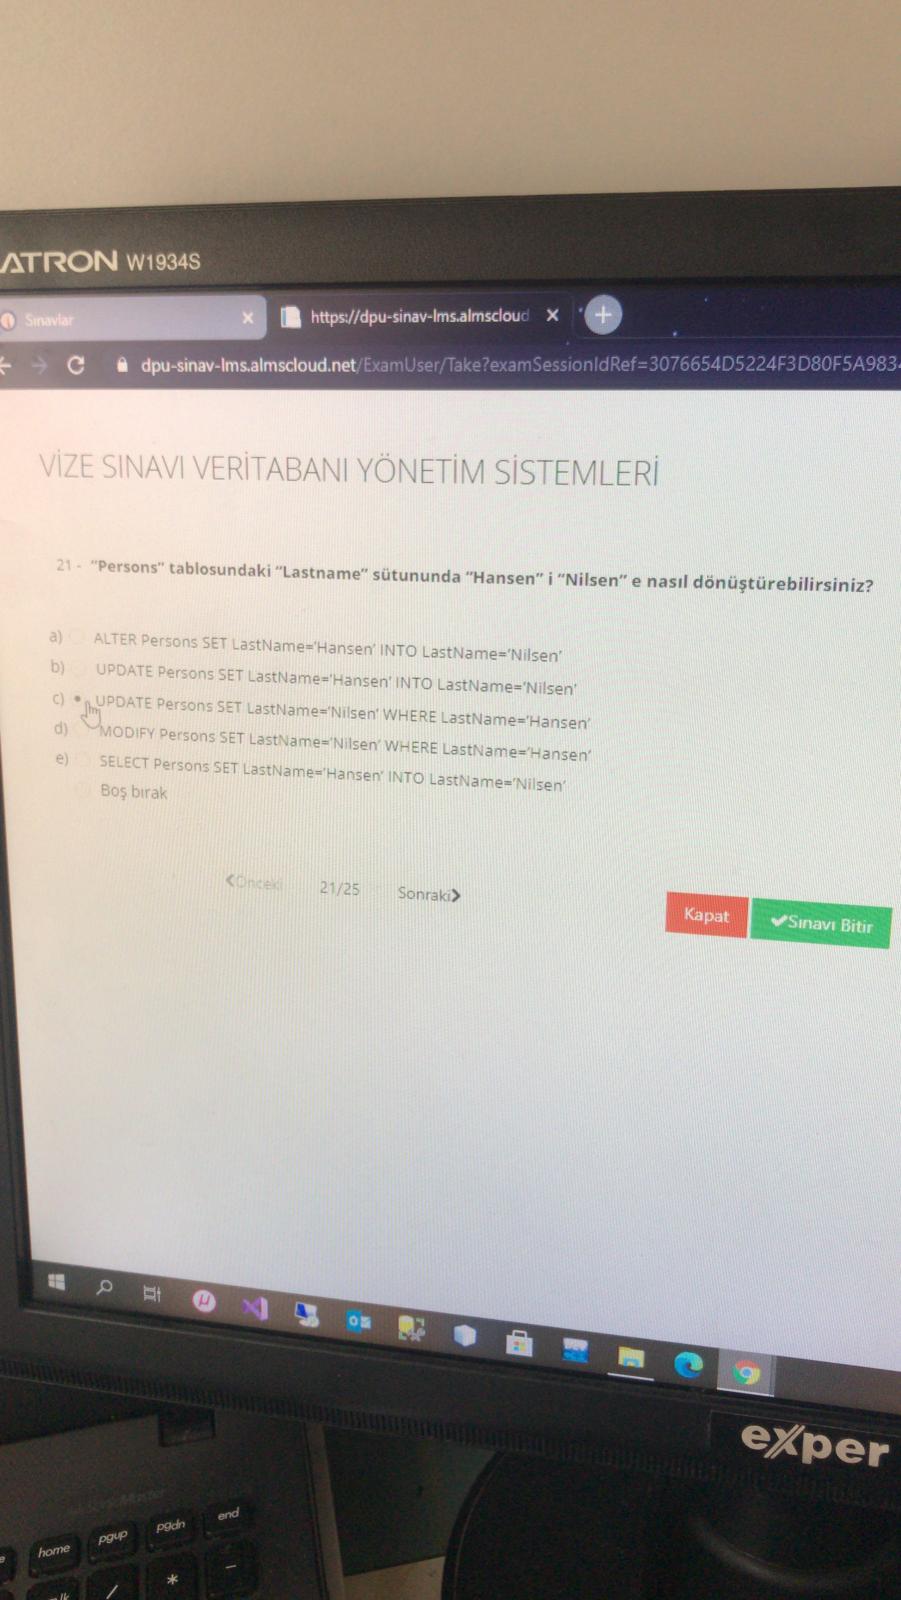 ATRON W1934S
Sınavlar
https://dpu-sinav-lms.almscloud
dpu-sinav-lms.almscloud.net/ExamUser/Take?examSessionIdRef=3076654D5224F3D80F5A983
VİZE SINAVI VERİTABANI YÖNETİM SİSTEMLERİ
21 - “Persons” tablosundaki “Lastname” sütununda “Hansen” i “Nilsen” e nasıl dönüştürebilirsiniz?
a) ALTER Persons SET LastName=’Hansen’ INTO LastName=’Nilsen’
b) UPDATE Persons SET LastName=’Hansen’ INTO LastName=’Nilsen’
c) UPDATE Persons SET LastName=’Nilsen’ WHERE LastName=’Hansen’
d) MODIFY Persons SET LastName=’Nilsen’ WHERE LastName=’Hansen’
e) SELECT Persons SET LastName=’Hansen’ INTO LastName=’Nilsen’
Boş bırak
Önceki 21/25 Sonraki
Kapat Sınavı Bitir
exper
home pgup pgdn end
/ * -